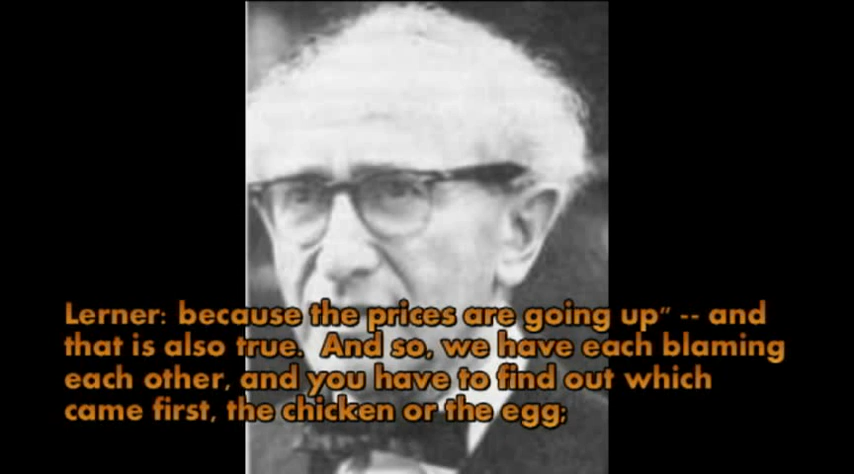 Lerner: because the prices are going up” -- and
that is also true.  And so, we have each blaming
each other, and you have to find out which
came first, the chicken or the egg;